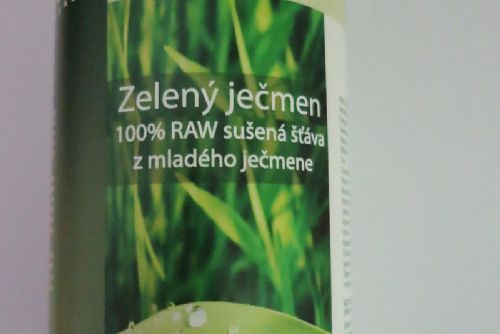 Zelený ječmen
100% RAW sušená šťáva
z mladého ječmene